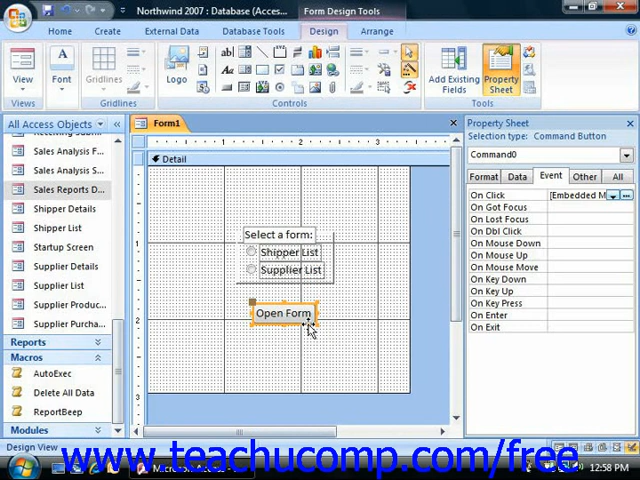 Northwind 2007 : Database (Acces...
Form Design Tools
Home
Create
External Data
Database Tools
Design
Arrange
View
Font
Gridlines
Logo
Add Existing
Fields
Property
Sheet
Views
Gridlines
Controls
Tools
All Access Objects
Sales Analysis F...
Sales Analysis S...
Sales Reports D...
Shipper Details
Shipper List
Startup Screen
Supplier Details
Supplier List
Supplier Produc...
Supplier Purcha...
Reports
Macros
AutoExec
Delete All Data
ReportBeep
Modules
Form1
1
2
3
Detail
1
2
3
Select a form:
Shipper List
Supplier List
Open Form
Property Sheet
Selection type: Command Button
Command0
Format
Data
Event
Other
All
On Click
[Embedded M
On Got Focus
On Lost Focus
On Dbl Click
On Mouse Down
On Mouse Up
On Mouse Move
On Key Down
On Key Up
On Key Press
On Enter
On Exit
Design View
www.teachucomp.com/free
12:58 PM